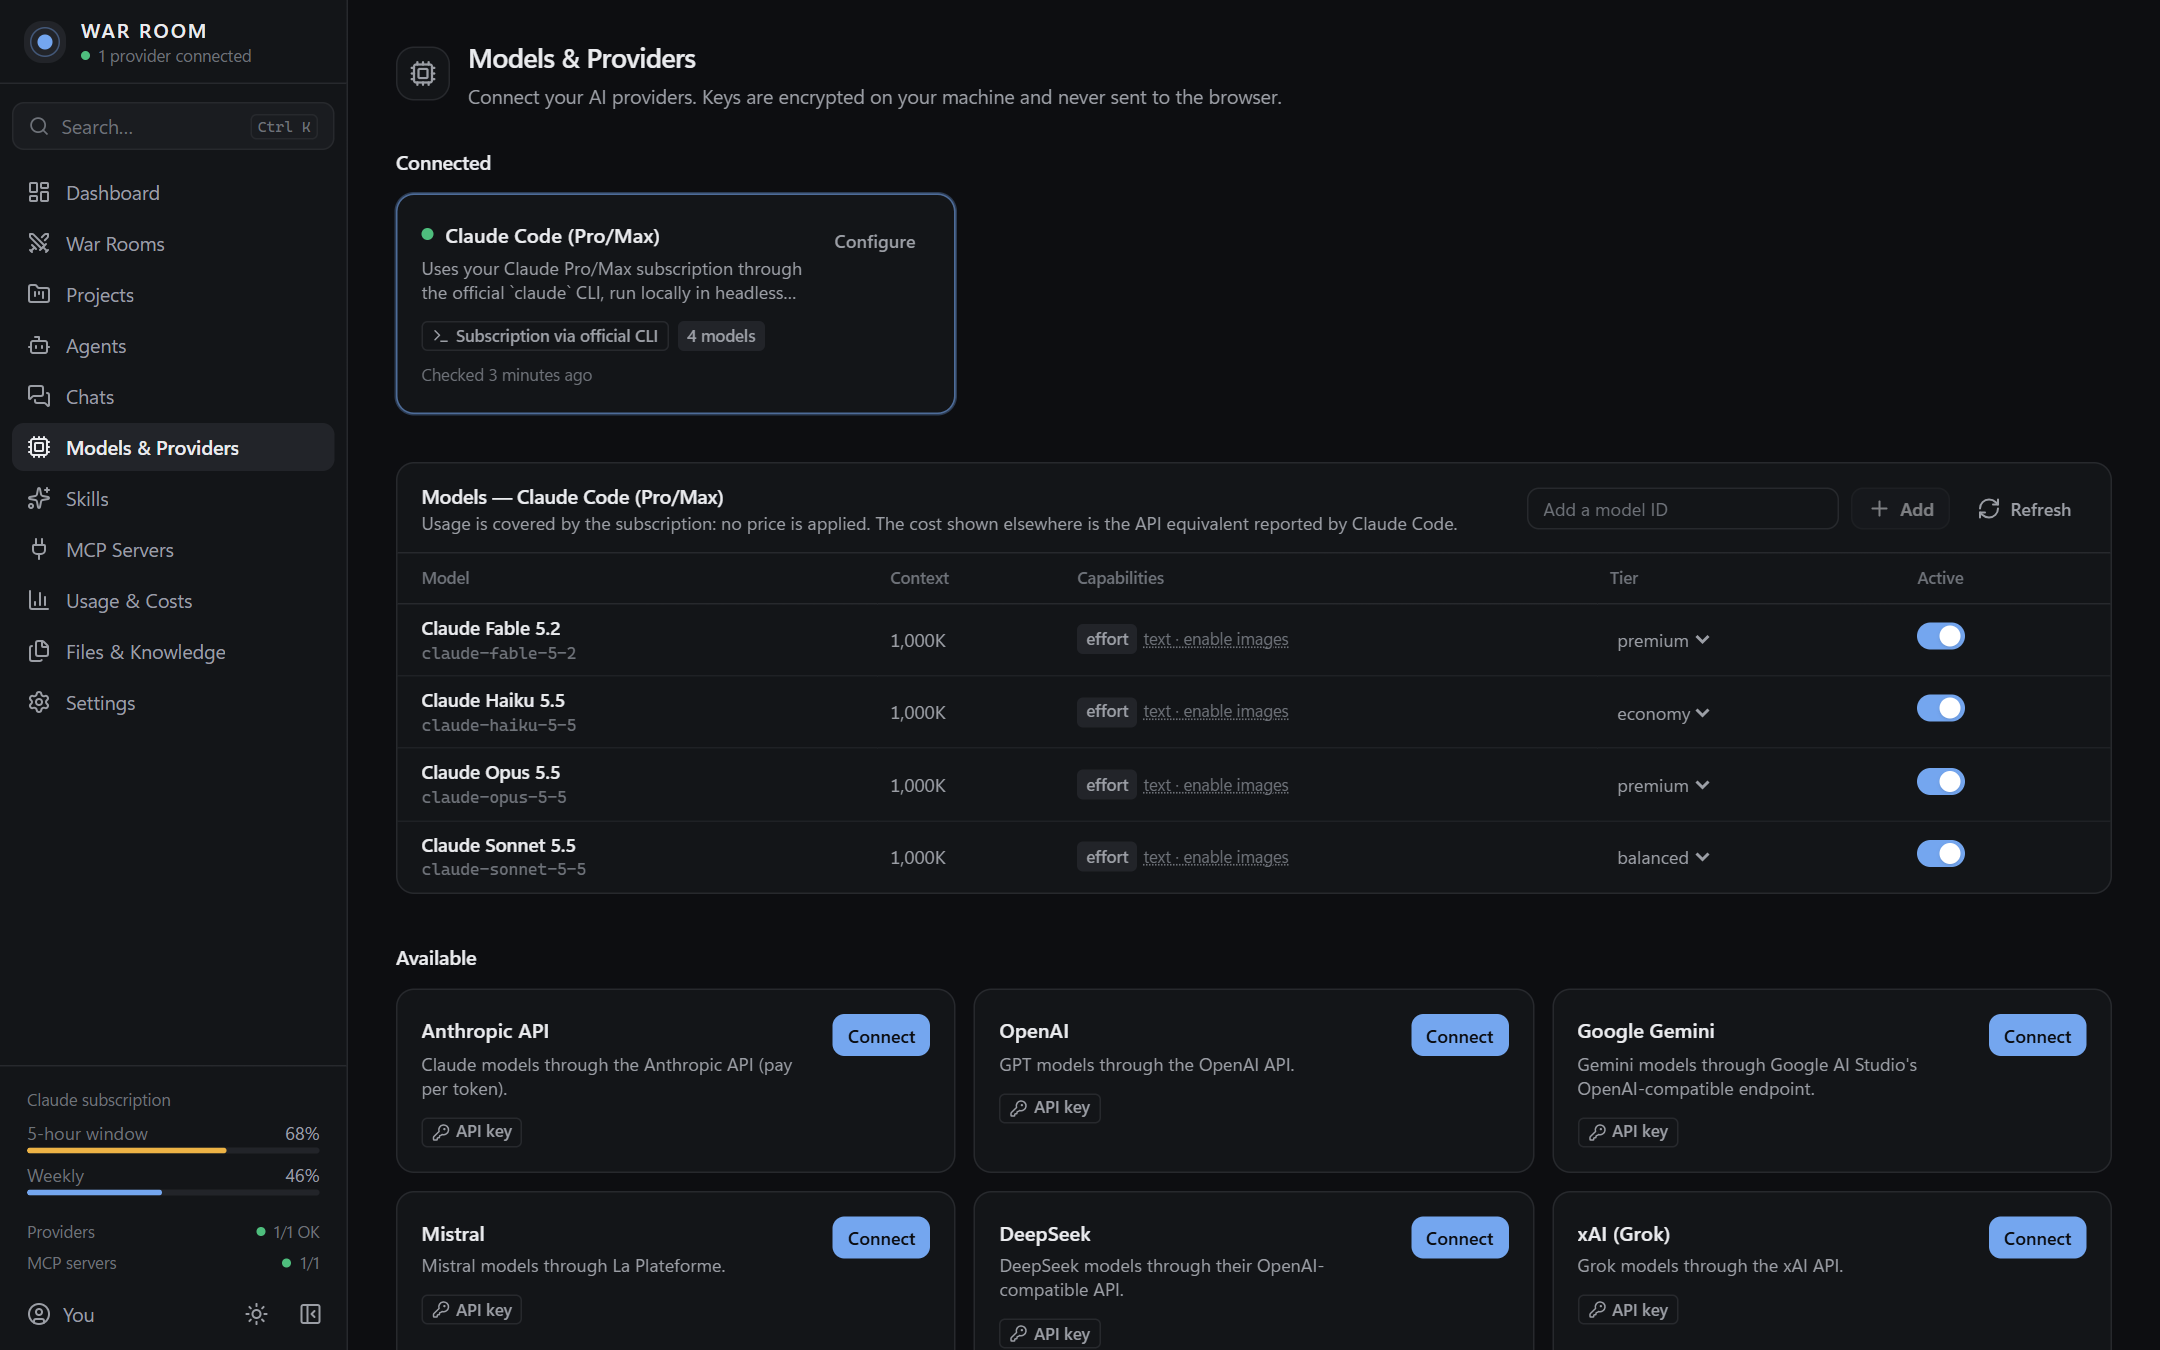 WAR ROOM
1 provider connected
Search...
Ctrl K
Dashboard
War Rooms
Projects
Agents
Chats
Models & Providers
Skills
MCP Servers
Usage & Costs
Files & Knowledge
Settings
Claude subscription
5-hour window 68%
Weekly 46%
Providers 1/1 OK
MCP servers 1/1
You
Models & Providers
Connect your AI providers. Keys are encrypted on your machine and never sent to the browser.
Connected
Claude Code (Pro/Max)
Configure
Uses your Claude Pro/Max subscription through
the official `claude` CLI, run locally in headless...
Subscription via official CLI
4 models
Checked 3 minutes ago
Models — Claude Code (Pro/Max)
Usage is covered by the subscription: no price is applied. The cost shown elsewhere is the API equivalent reported by Claude Code.
Add a model ID
Add
Refresh
Model Context Capabilities Tier Active
Claude Fable 5.2
claude-fable-5-2
1,000K
effort text · enable images
premium
Claude Haiku 5.5
claude-haiku-5-5
1,000K
effort text · enable images
economy
Claude Opus 5.5
claude-opus-5-5
1,000K
effort text · enable images
premium
Claude Sonnet 5.5
claude-sonnet-5-5
1,000K
effort text · enable images
balanced
Available
Anthropic API
Connect
Claude models through the Anthropic API (pay
per token).
API key
OpenAI
Connect
GPT models through the OpenAI API.
API key
Google Gemini
Connect
Gemini models through Google AI Studio's
OpenAI-compatible endpoint.
API key
Mistral
Connect
Mistral models through La Plateforme.
API key
DeepSeek
Connect
DeepSeek models through their OpenAI-
compatible API.
API key
xAI (Grok)
Connect
Grok models through the xAI API.
API key